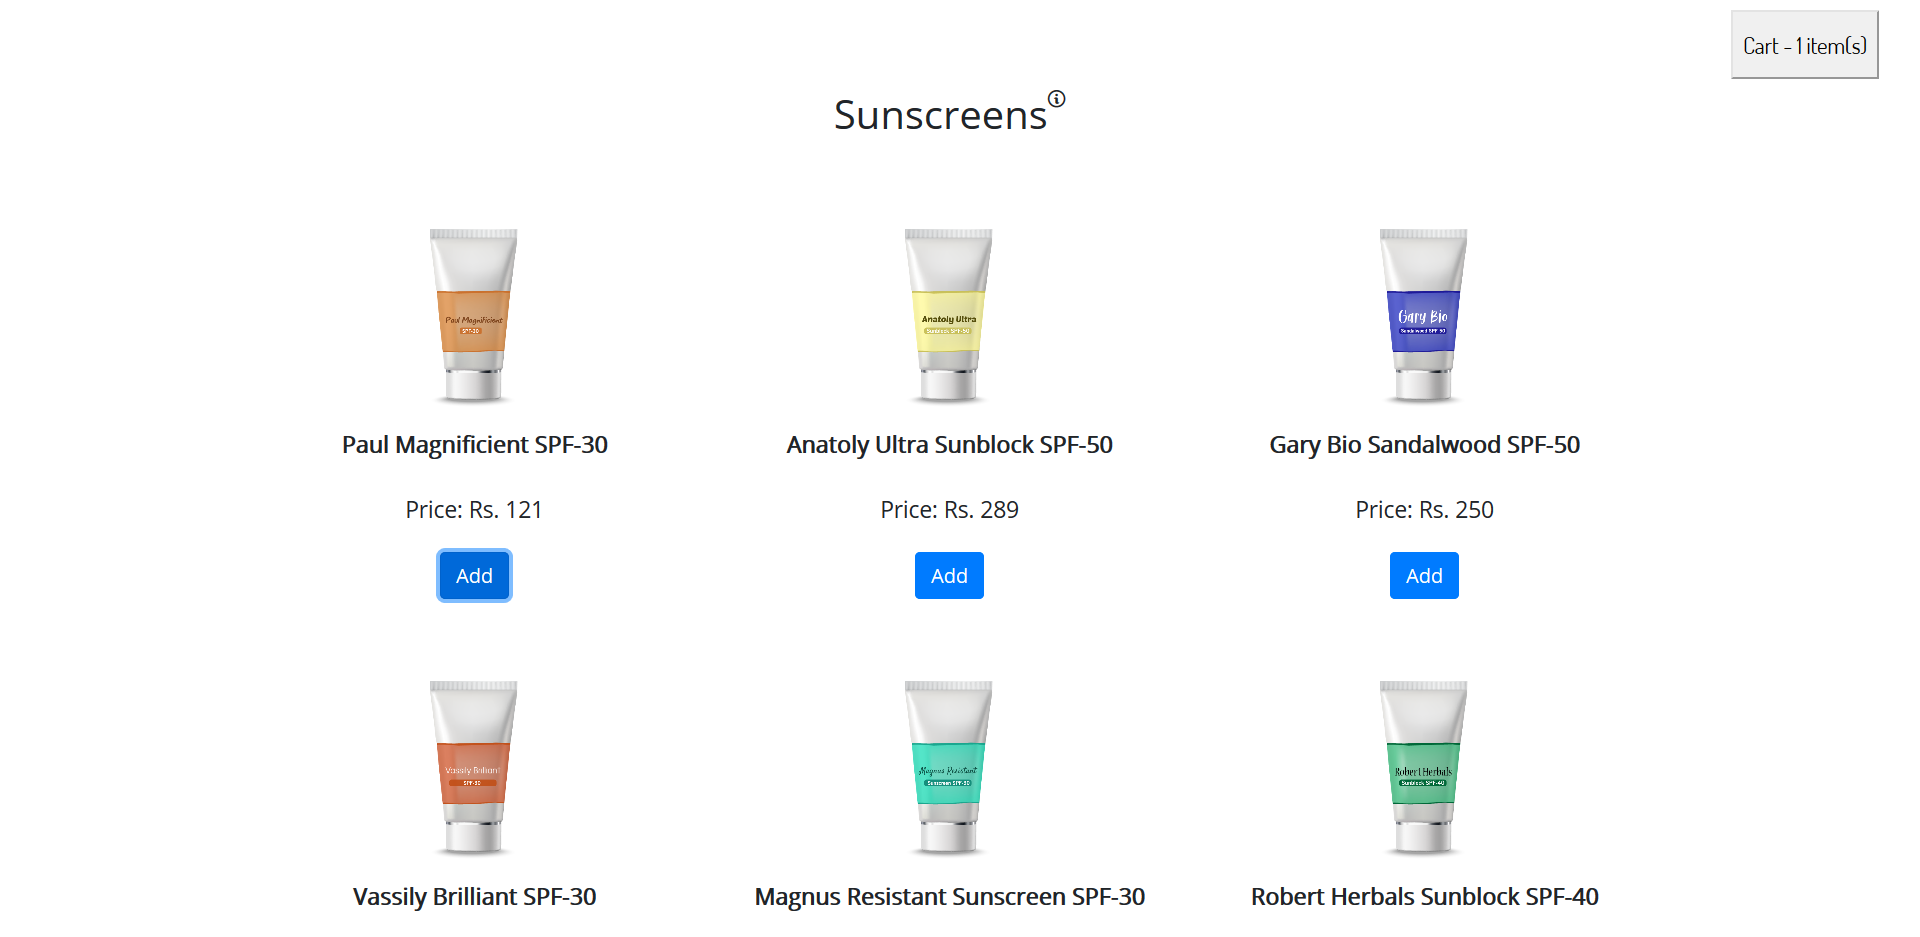 Cart - 1 item(s)
Sunscreens
Paul Magnificient
SPF-30
Anatoly Ultra
Sunblock SPF-50
Gary Bio
Sandalwood SPF-50
Paul Magnificient SPF-30
Anatoly Ultra Sunblock SPF-50
Gary Bio Sandalwood SPF-50
Price: Rs. 121
Price: Rs. 289
Price: Rs. 250
Add
Add
Add
Vassily Briliant
SPF-30
Magnus Resistant
Sunscreen SPF-30
Robert Herbals
Sunblock SPF-40
Vassily Brilliant SPF-30
Magnus Resistant Sunscreen SPF-30
Robert Herbals Sunblock SPF-40